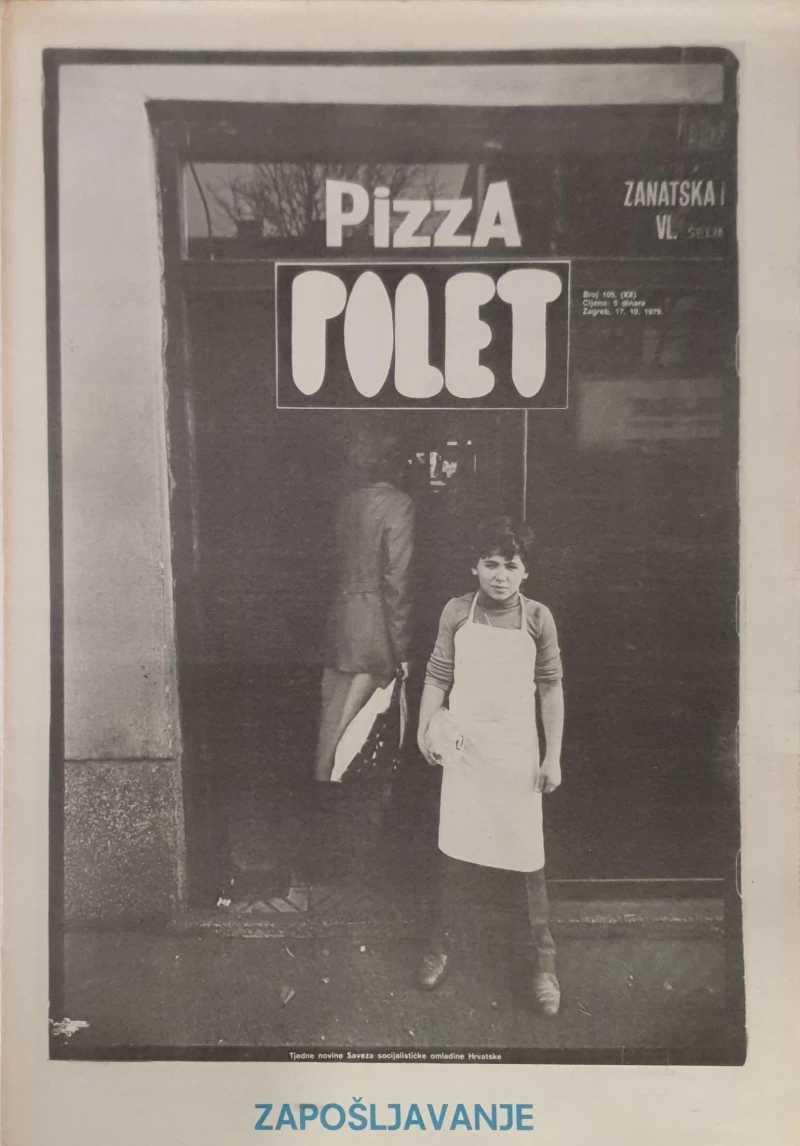 PizzA
ZANATSKA
VL.
POLET
Broj 105. (XX)
Cijena: 5 dinara
Zagreb, 17. 10. 1979.
Tjedne novine Saveza socijalističke omladine Hrvatske
ZAPOŠLJAVANJE